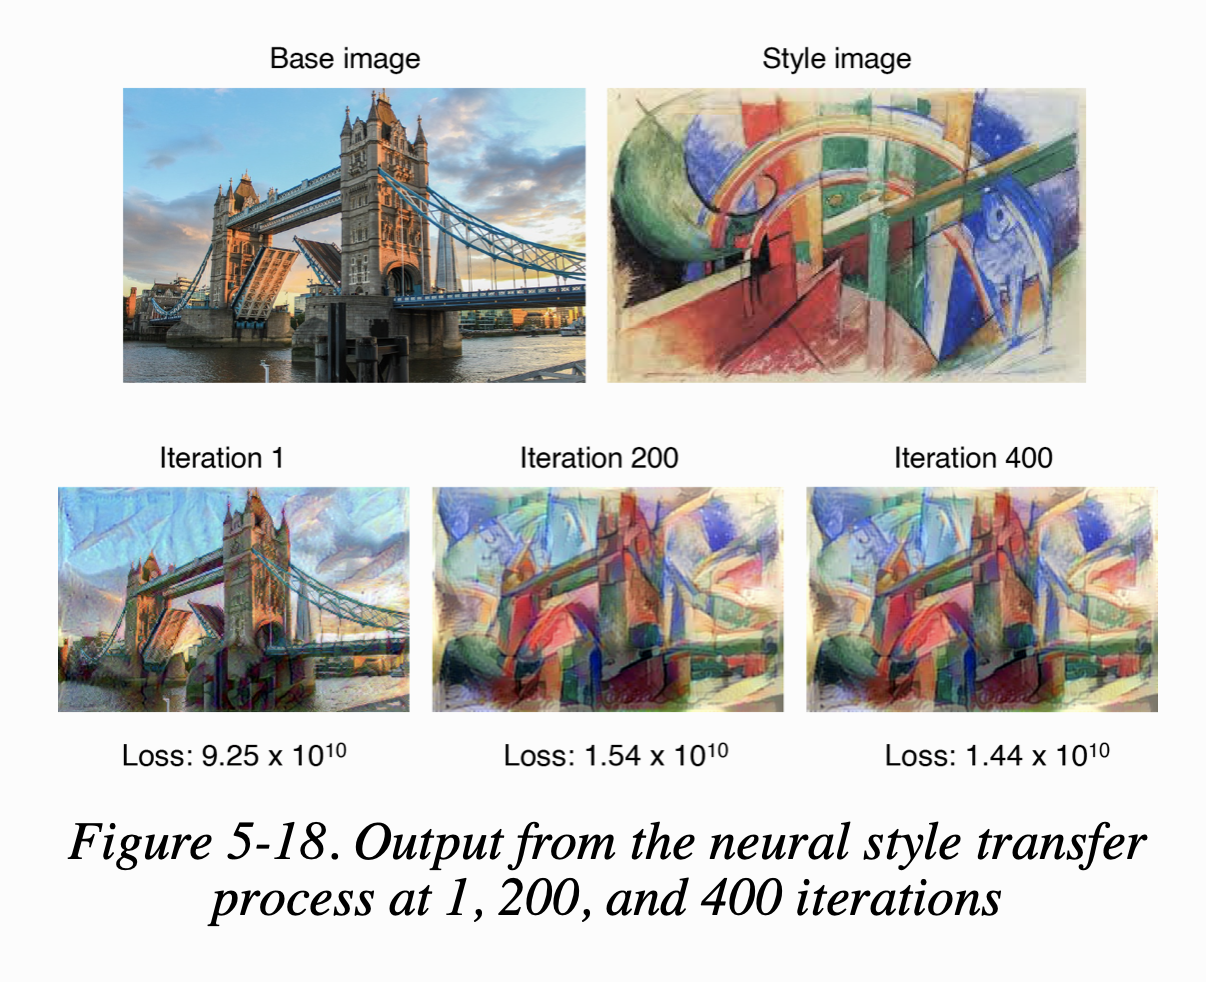 Base image
Style image
Iteration 1
Iteration 200
Iteration 400
Loss: 9.25 x 10¹⁰
Loss: 1.54 x 10¹⁰
Loss: 1.44 x 10¹⁰
Figure 5-18. Output from the neural style transfer
process at 1, 200, and 400 iterations